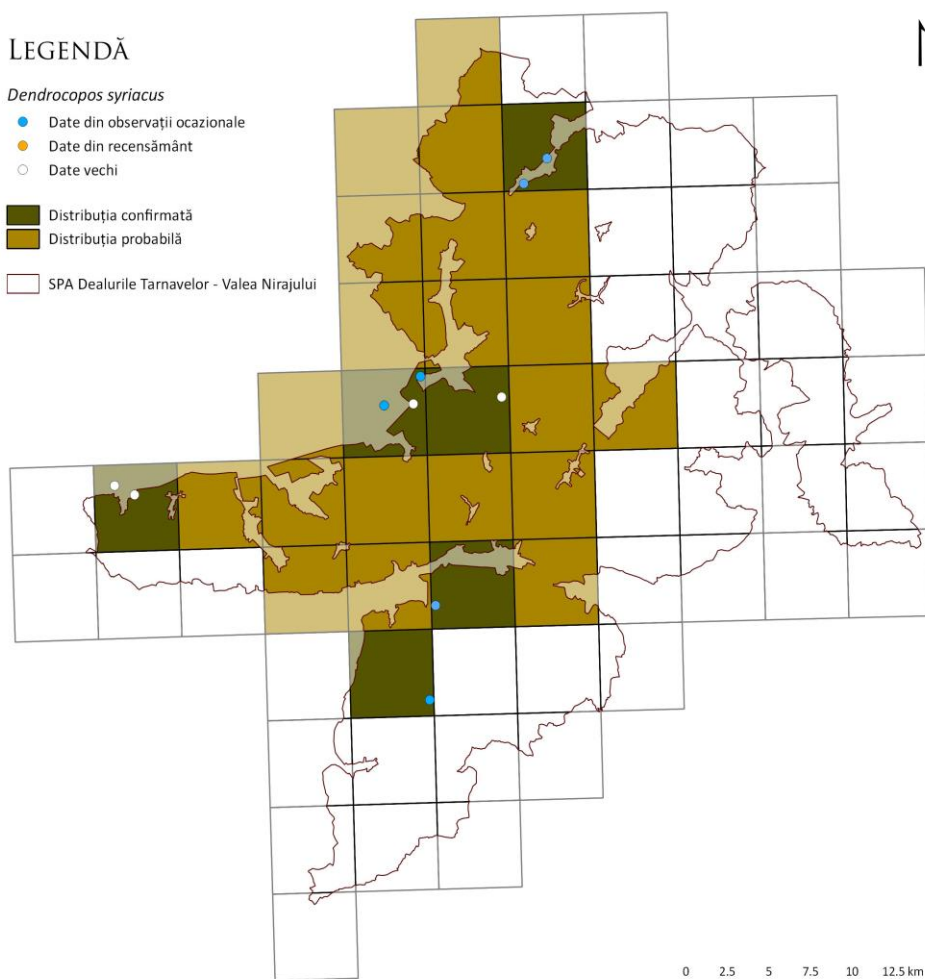 LEGENDĂ
Dendrocopos syriacus
Date din observații ocazionale
Date din recensământ
Date vechi
Distribuția confirmată
Distribuția probabilă
SPA Dealurile Tarnavelor - Valea Nirajului
0 2.5 5 7.5 10 12.5 km